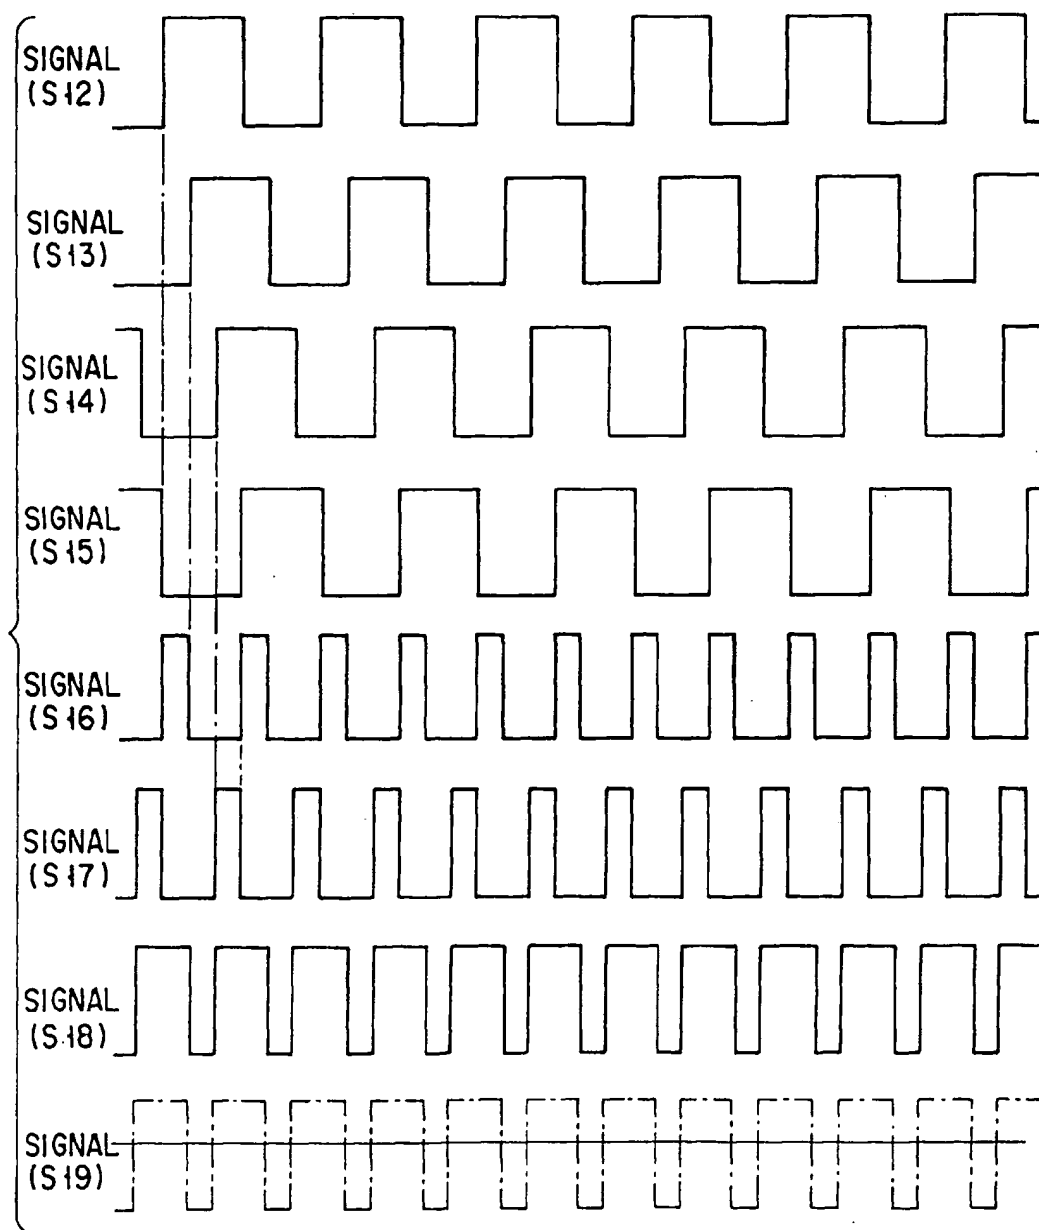 SIGNAL
(S12)
SIGNAL
(S13)
SIGNAL
(S14)
SIGNAL
(S15)
SIGNAL
(S16)
SIGNAL
(S17)
SIGNAL
(S18)
SIGNAL
(S19)